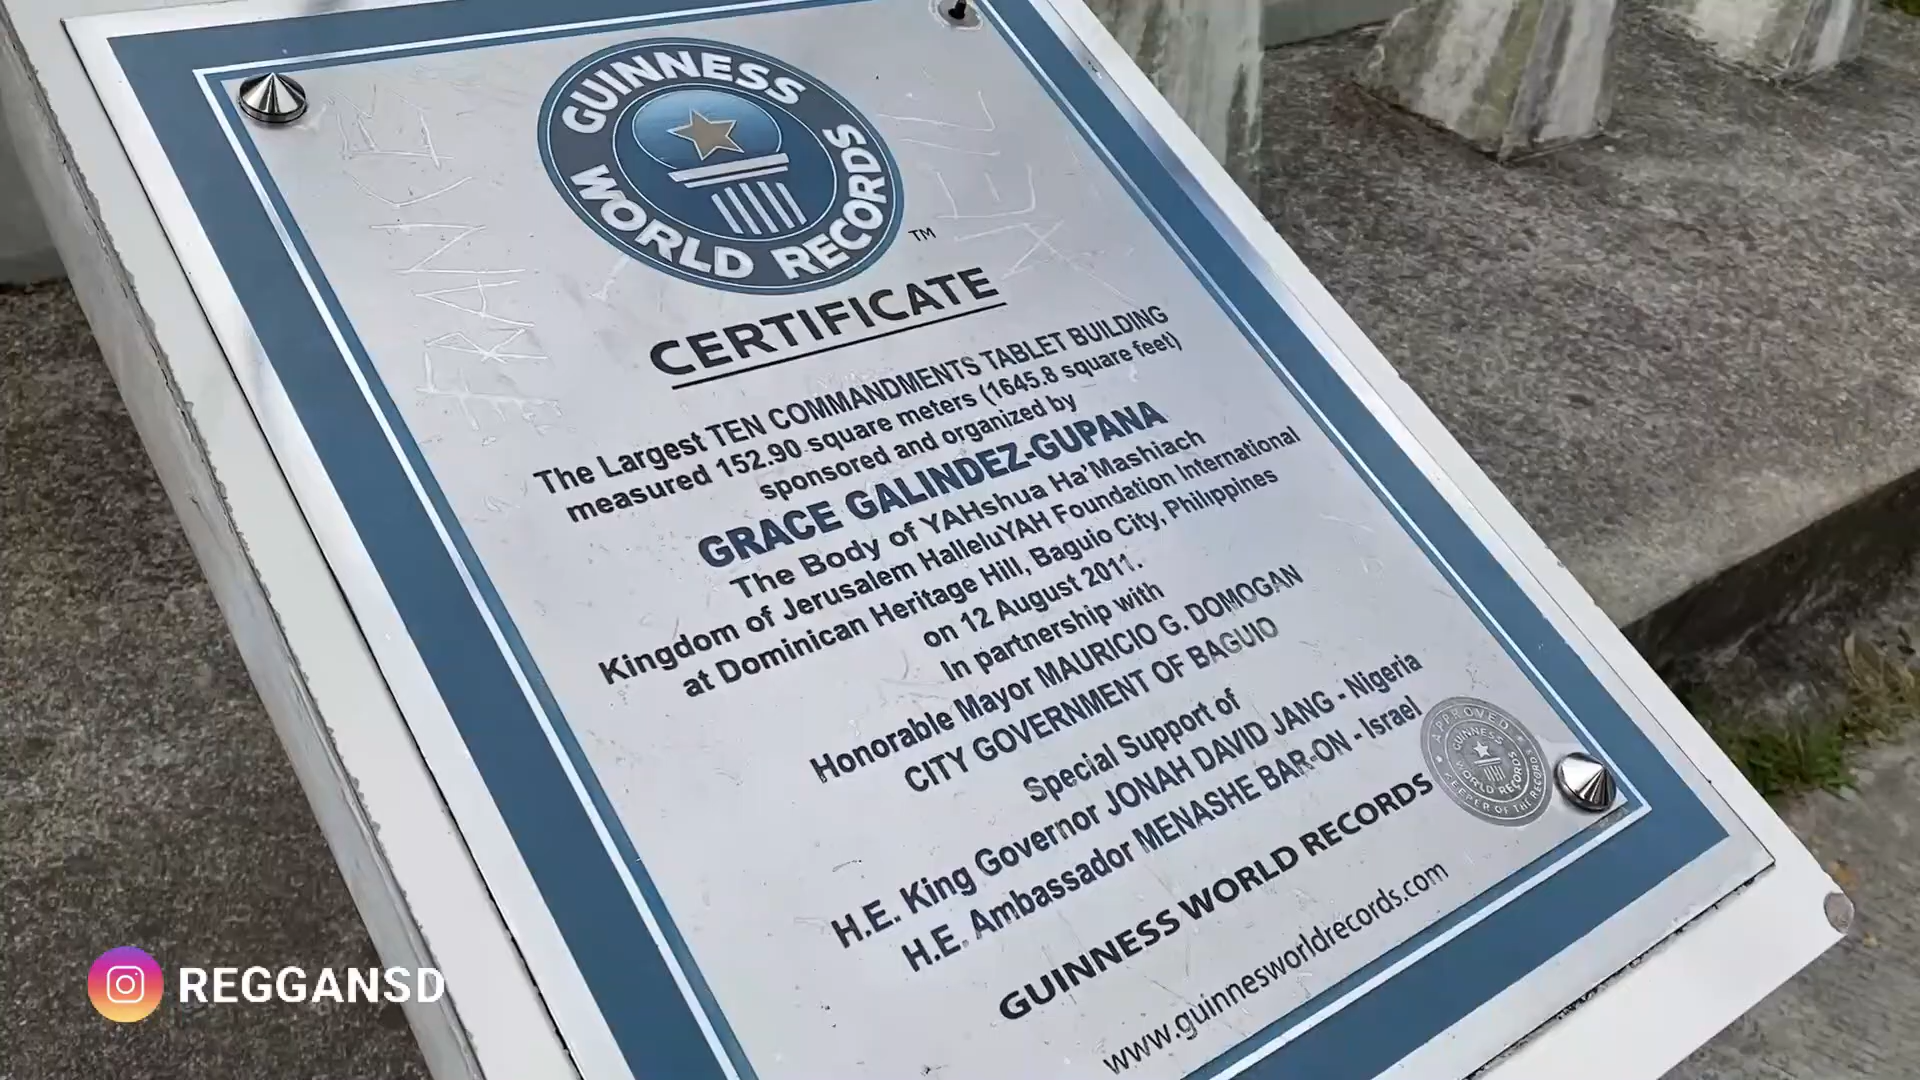 GUINNESS
WORLD RECORDS
TM
CERTIFICATE
The Largest TEN COMMANDMENTS TABLET BUILDING
measured 152.90 square meters (1645.8 square feet)
sponsored and organized by
GRACE GALINDEZ-GUPANA
The Body of YAHshua Ha'Mashiach
Kingdom of Jerusalem HalleluYAH Foundation International
at Dominican Heritage Hill, Baguio City, Philippines
on 12 August 2011.
In partnership with
Honorable Mayor MAURICIO G. DOMOGAN
CITY GOVERNMENT OF BAGUIO
Special Support of
H.E. King Governor JONAH DAVID JANG - Nigeria
H.E. Ambassador MENASHE BAR-ON - Israel
GUINNESS WORLD RECORDS
www.guinnesworldrecords.com
APPROVED
GUINNESS
WORLD RECORDS
KEEPER OF THE RECORD
FRANCE
REGGANSD